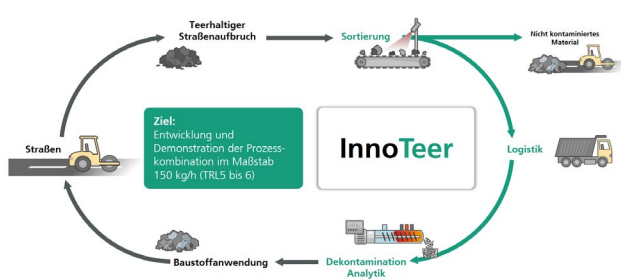 Teerhaltiger
Straßenaufbruch
Sortierung
Nicht kontaminiertes
Material
Ziel:
Entwicklung und
Demonstration der Prozess-
kombination im Maßstab
150 kg/h (TRL5 bis 6)
InnoTeer
Straßen
Logistik
Baustoffanwendung
Dekontamination
Analytik